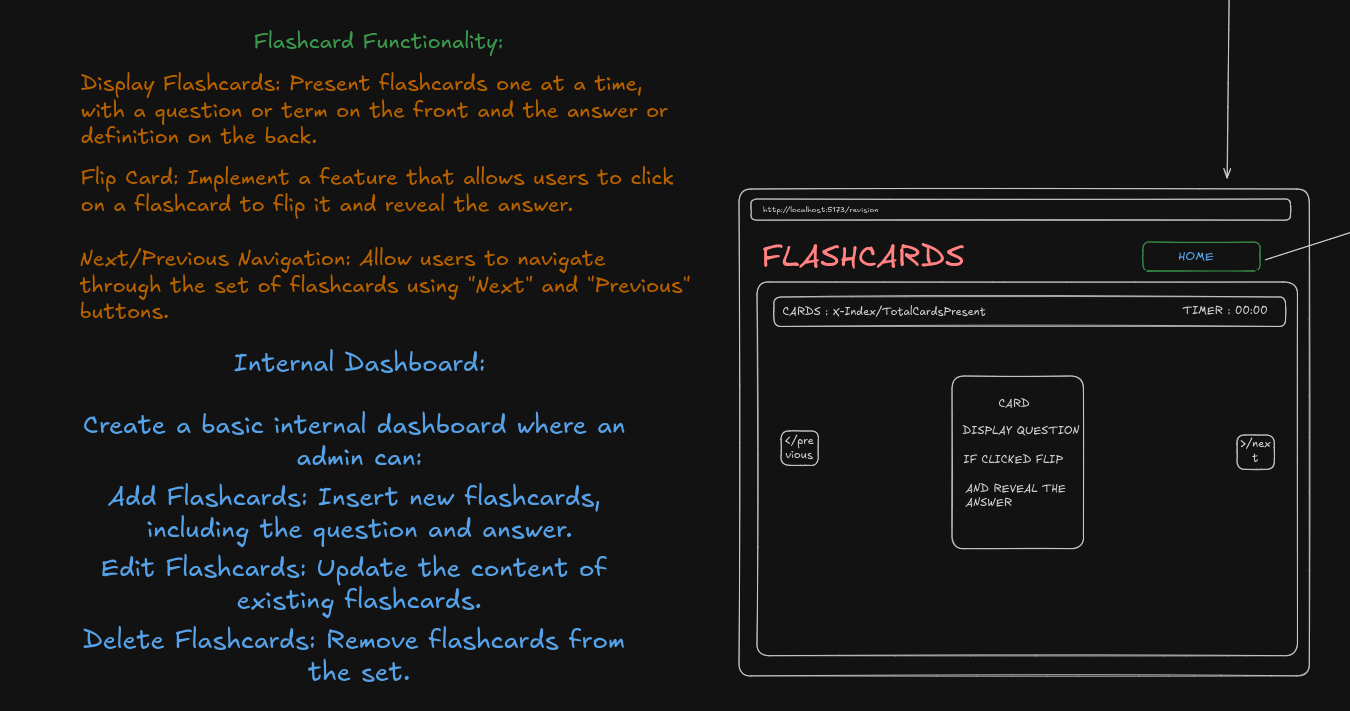 Flashcard Functionality:
Display Flashcards: Present flashcards one at a time,
with a question or term on the front and the answer or
definition on the back.
Flip Card: Implement a feature that allows users to click
on a flashcard to flip it and reveal the answer.
Next/Previous Navigation: Allow users to navigate
through the set of flashcards using "Next" and "Previous"
buttons.
Internal Dashboard:
Create a basic internal dashboard where an
admin can:
Add Flashcards: Insert new flashcards,
including the question and answer.
Edit Flashcards: Update the content of
existing flashcards.
Delete Flashcards: Remove flashcards from
the set.
http://localhost:5173/revision
FLASHCARDS
HOME
CARDS : X-Index/TotalCardsPresent
TIMER : 00:00
CARD
DISPLAY QUESTION
IF CLICKED FLIP
AND REVEAL THE
ANSWER
</pre
vious
>/nex
t